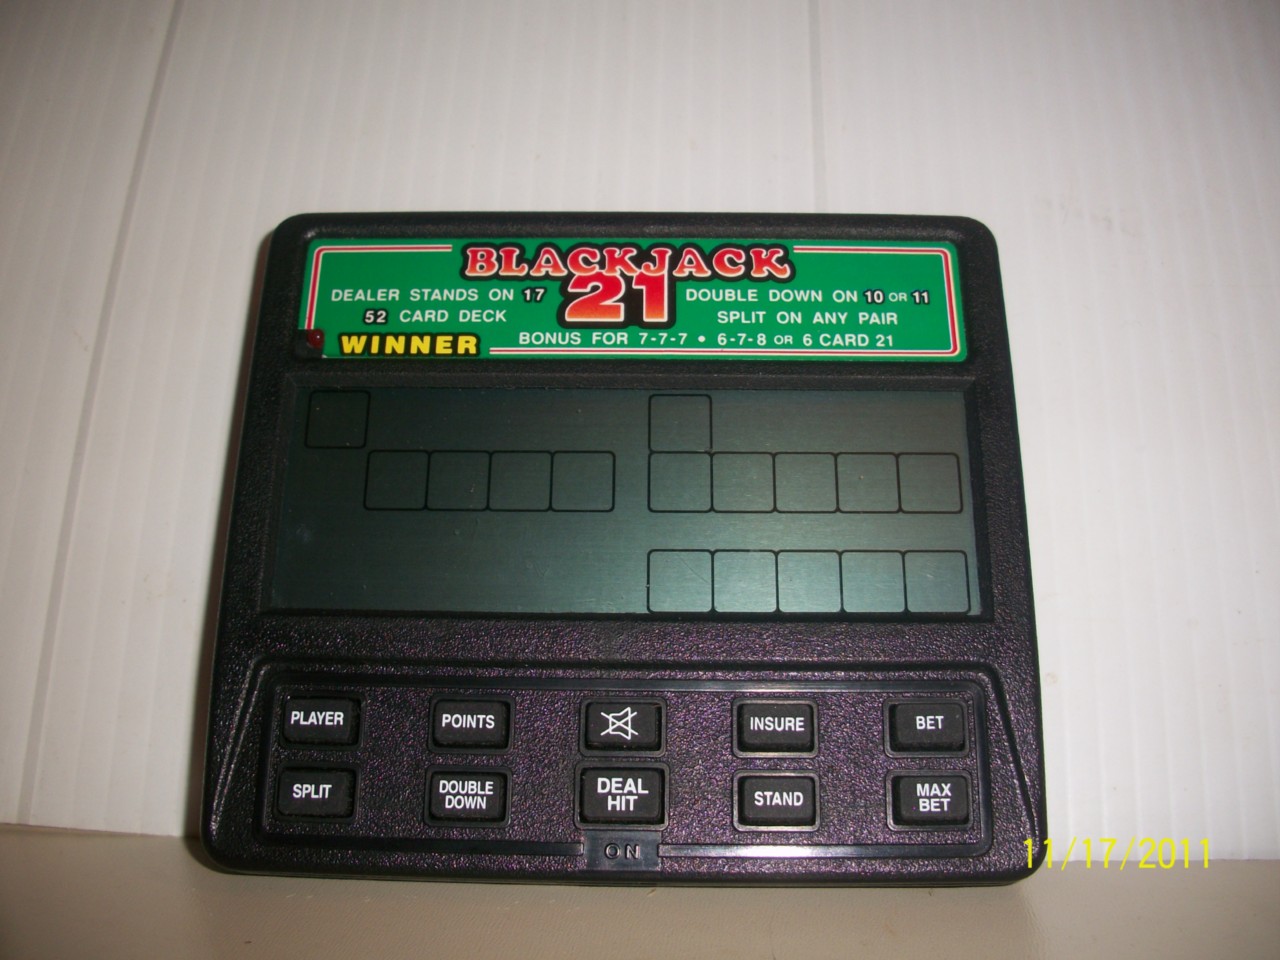 BLACKJACK
21
DEALER STANDS ON 17
52 CARD DECK
DOUBLE DOWN ON 10 OR 11
SPLIT ON ANY PAIR
WINNER
BONUS FOR 7-7-7 • 6-7-8 OR 6 CARD 21
PLAYER
POINTS
INSURE
BET
SPLIT
DOUBLE
DOWN
DEAL
HIT
STAND
MAX
BET
ON
11/17/2011